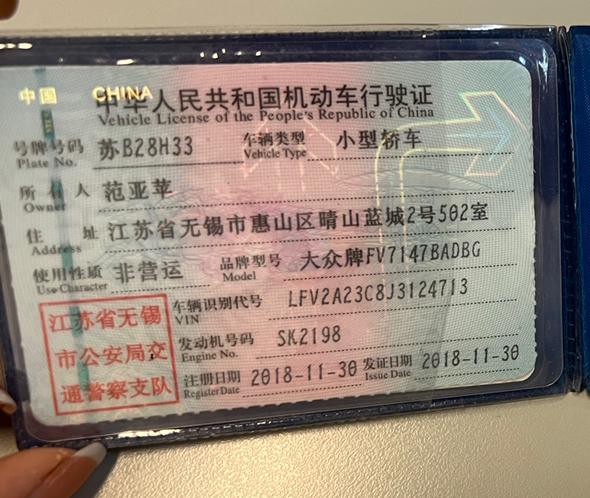 中国 CHINA
中华人民共和国机动车行驶证
Vehicle License of the People's Republic of China
号牌号码 苏B28H33 车辆类型 小型轿车
Plate No. Vehicle Type
所有人 范亚苹
Owner
住址 江苏省无锡市惠山区晴山蓝城2号502室
Address
使用性质 非营运 品牌型号 大众牌FV7147BADBG
Use Character Model
江苏省无锡
市公安局交
通警察支队
车辆识别代号 LFV2A23C8J3124713
VIN
发动机号码 SK2198
Engine No.
注册日期 2018-11-30 发证日期 2018-11-30
Register Date Issue Date